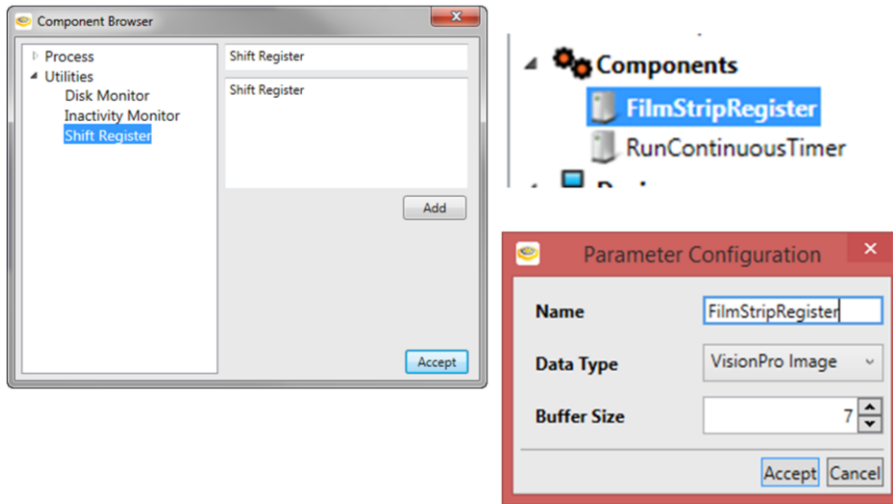 Component Browser
Process
Utilities
Disk Monitor
Inactivity Monitor
Shift Register
Shift Register
Shift Register
Add
Accept
Components
FilmStripRegister
RunContinuousTimer
Parameter Configuration
Name
FilmStripRegister
Data Type
VisionPro Image
Buffer Size
7
Accept Cancel